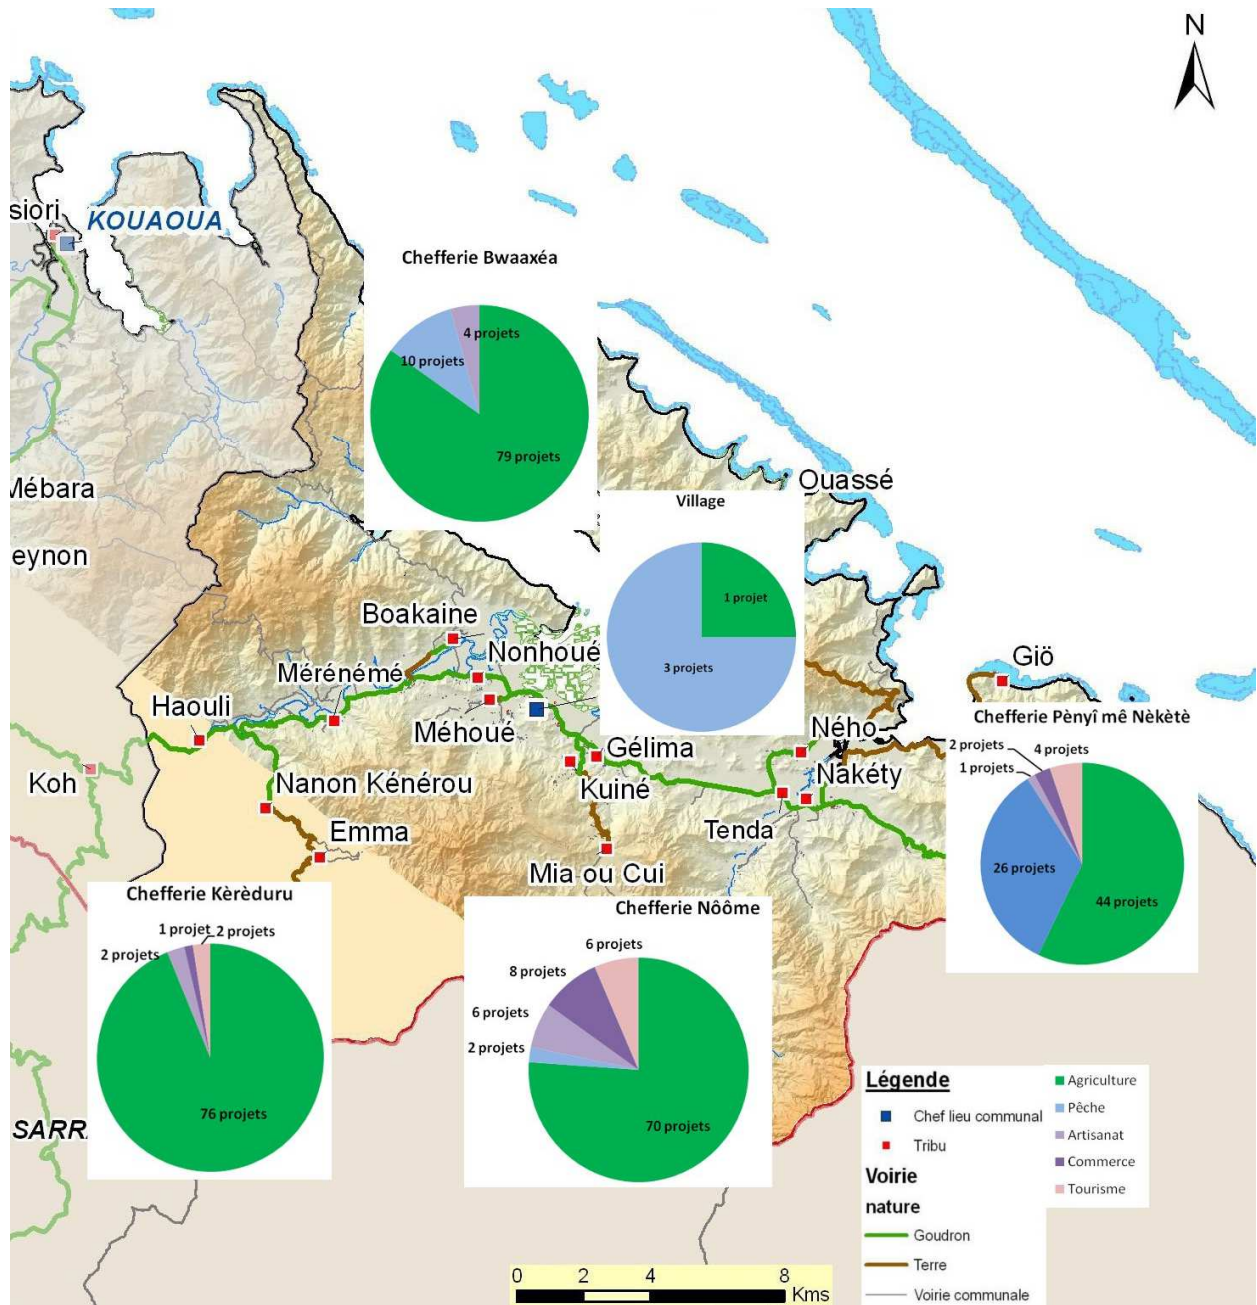 N
siori
KOUAOUA
Chefferie Bwaaxéa
4 projets
10 projets
79 projets
Mébara
Ouassé
Village
eynon
1 projet
3 projets
Boakaine
Nonhoué
Mérénémé
Giö
Haouli
Méhoué
Chefferie Pènyî mê Nèkètè
Koh
Nanon Kénérou
Gélima
Ného
Nakéty
2 projets
4 projets
1 projets
Kuiné
Emma
Tenda
Mia ou Cui
26 projets
44 projets
Chefferie Kèrèduru
Chefferie Nôôme
1 projet
2 projets
2 projets
6 projets
8 projets
6 projets
2 projets
76 projets
70 projets
SARR
Légende
Chef lieu communal
Tribu
Voirie
nature
Goudron
Terre
Voirie communale
Agriculture
Pêche
Artisanat
Commerce
Tourisme
0 2 4 8
Kms